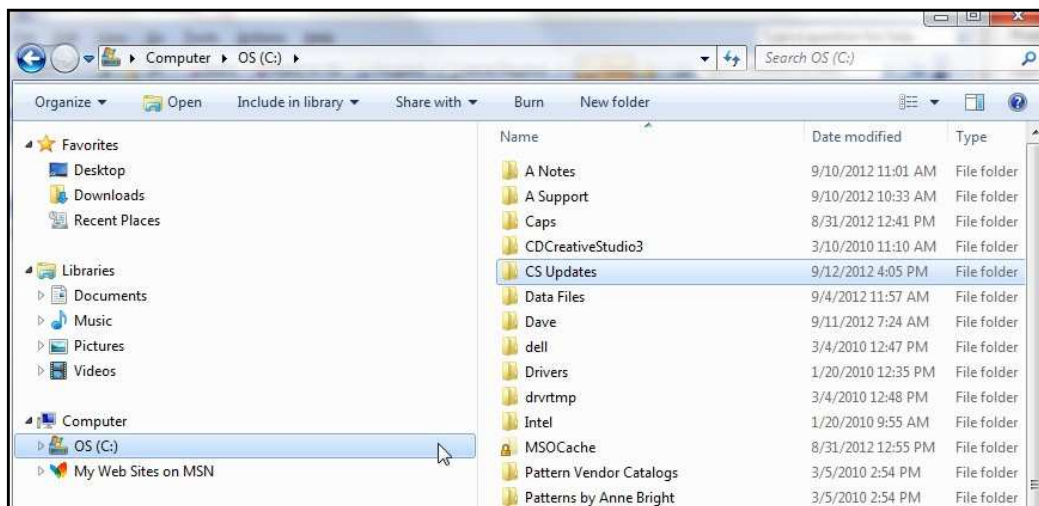 Computer OS (C:)
Search OS (C:)
Organize Open Include in library Share with Burn New folder
Favorites
Desktop
Downloads
Recent Places
Libraries
Documents
Music
Pictures
Videos
Computer
OS (C:)
My Web Sites on MSN
Name Date modified Type
A Notes 9/10/2012 11:01 AM File folder
A Support 9/10/2012 10:33 AM File folder
Caps 8/31/2012 12:41 PM File folder
CDCreativeStudio3 3/10/2010 11:10 AM File folder
CS Updates 9/12/2012 4:05 PM File folder
Data Files 9/4/2012 11:57 AM File folder
Dave 9/11/2012 7:24 AM File folder
dell 3/4/2010 12:47 PM File folder
Drivers 1/20/2010 12:35 PM File folder
drvrtmp 3/4/2010 12:48 PM File folder
Intel 1/20/2010 9:55 AM File folder
MSOCache 8/31/2012 12:55 PM File folder
Pattern Vendor Catalogs 3/5/2010 2:54 PM File folder
Patterns by Anne Bright 3/5/2010 2:54 PM File folder